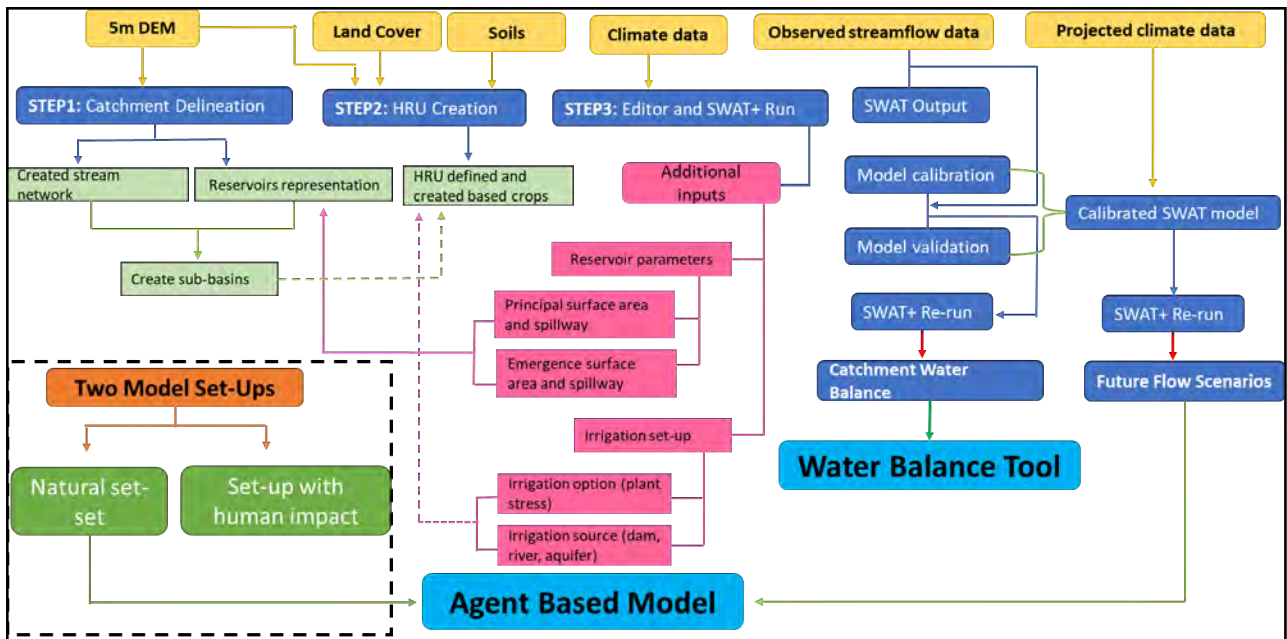 5m DEM
Land Cover
Soils
Climate data
Observed streamflow data
Projected climate data
STEP1: Catchment Delineation
STEP2: HRU Creation
STEP3: Editor and SWAT+ Run
SWAT Output
Created stream
network
Reservoirs representation
HRU defined and
created based crops
Additional
inputs
Model calibration
Calibrated SWAT model
Model validation
Create sub-basins
Reservoir parameters
Principal surface area
and spillway
Emergence surface
area and spillway
SWAT+ Re-run
SWAT+ Re-run
Catchment Water
Balance
Future Flow Scenarios
Two Model Set-Ups
Irrigation set-up
Water Balance Tool
Natural set-
set
Set-up with
human impact
Irrigation option (plant
stress)
Irrigation source (dam,
river, aquifer)
Agent Based Model